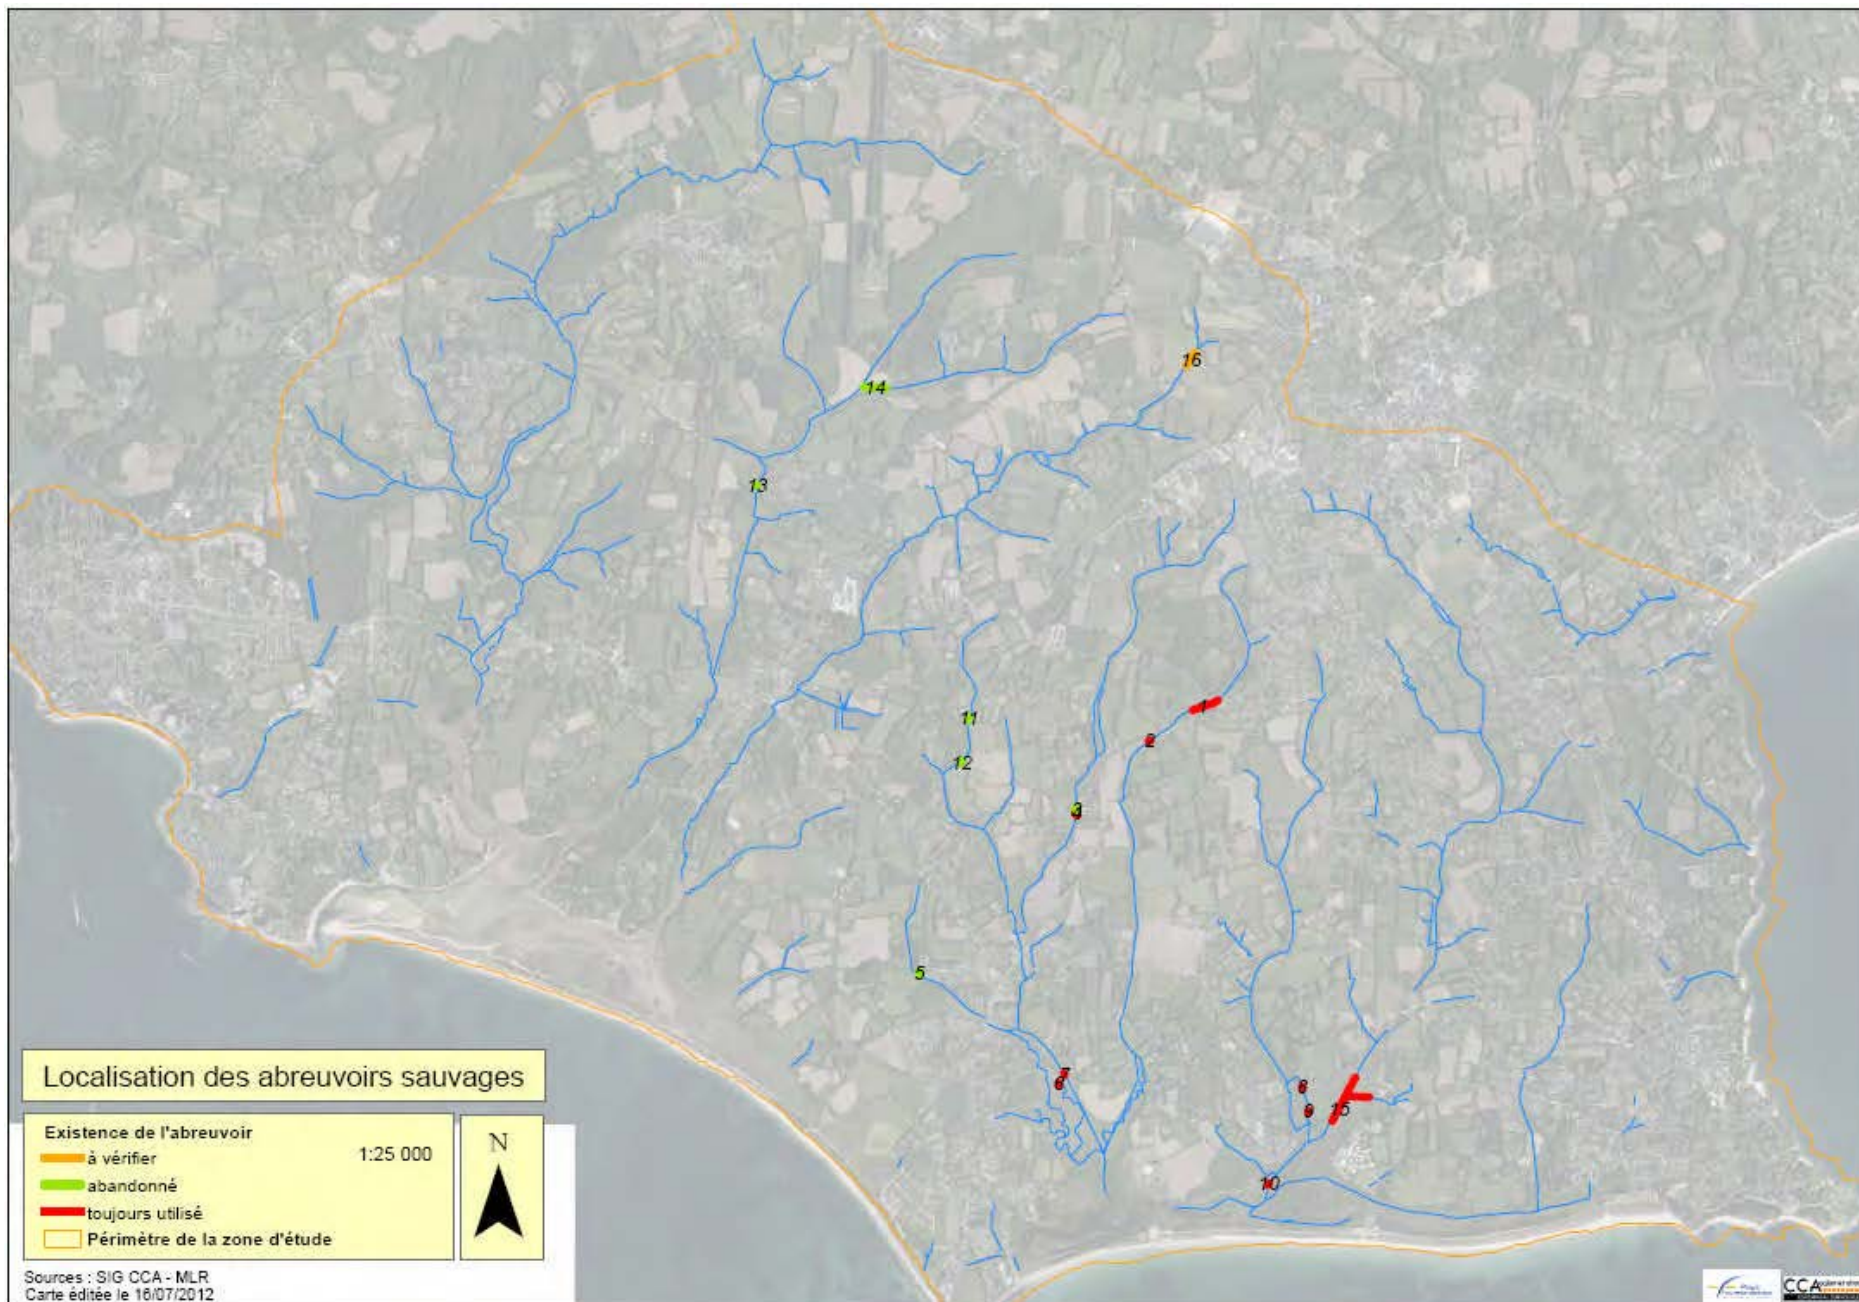 16
14
13
1
11
2
12
3
5
7
6
8
9
15
10
Localisation des abreuvoirs sauvages
Existence de l'abreuvoir
1:25 000
à vérifier
abandonné
toujours utilisé
Périmètre de la zone d'étude
N
Sources : SIG CCA - MLR
Carte éditée le 16/07/2012
CCA